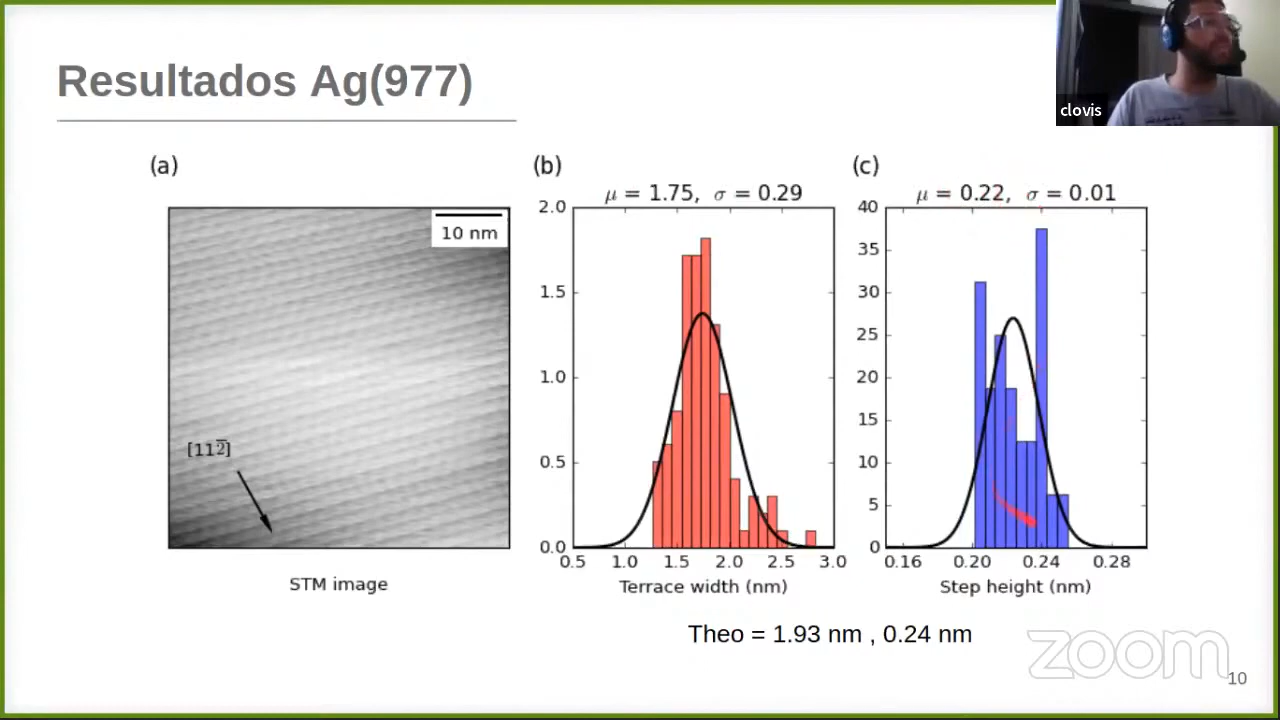 clovis
Resultados Ag(977)
(a)
10 nm
[112̅]
STM image
(b)
μ = 1.75, σ = 0.29
2.0
1.5
1.0
0.5
0.0
0.5 1.0 1.5 2.0 2.5 3.0
Terrace width (nm)
(c)
μ = 0.22, σ = 0.01
40
35
30
25
20
15
10
5
0
0.16 0.20 0.24 0.28
Step height (nm)
Theo = 1.93 nm , 0.24 nm
zoom
10